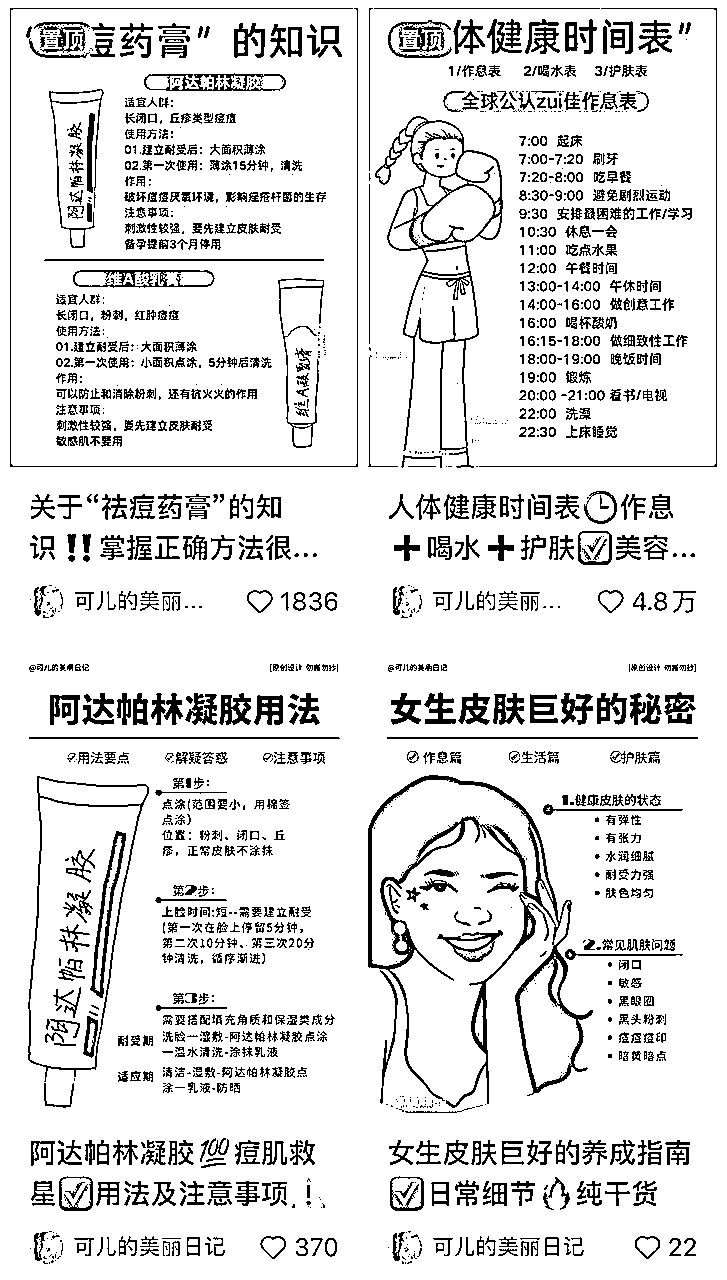 置顶
痘药膏” 的知识
阿达帕林凝胶
适宜人群：
长闭口，丘疹类型痘痘
使用方法：
01.建立耐受后：大面积薄涂
02.第一次使用：薄涂15分钟，清洗
作用：
破坏痘痘厌氧环境，影响痤疮杆菌的生存
注意事项：
刺激性较强，要先建立皮肤耐受
备孕提前3个月停用
阿达帕林凝胶
维A酸乳膏
适宜人群：
长闭口，粉刺，红肿痘痘
使用方法：
01.建立耐受后：大面积薄涂
02.第一次使用：小面积点涂，5分钟后清洗
作用：
可以防止和消除粉刺，还有抗火火的作用
注意事项：
刺激性较强，要先建立皮肤耐受
敏感肌不要用
维A酸乳膏
关于“祛痘药膏”的知
识‼掌握正确方法很...
可儿的美丽... 1836
置顶
体健康时间表”
1/作息表 2/喝水表 3/护肤表
全球公认zui佳作息表
7:00 起床
7:00-7:20 刷牙
7:20-8:00 吃早餐
8:30-9:00 避免剧烈运动
9:30 安排最困难的工作/学习
10:30 休息一会
11:00 吃点水果
12:00 午餐时间
13:00-14:00 午休时间
14:00-16:00 做创意工作
16:00 喝杯酸奶
16:15-18:00 做细致性工作
18:00-19:00 晚饭时间
19:00 锻炼
20:00 -21:00 看书/电视
22:00 洗澡
22:30 上床睡觉
人体健康时间表🕒作息
➕喝水➕护肤☑美容...
可儿的美丽... 4.8万
@可儿的美丽日记 [原创设计 勿搬勿抄]
阿达帕林凝胶用法
用法要点 解疑答惑 注意事项
第1步：
点涂(范围要小，用棉签
点涂)
位置：粉刺、闭口、丘
疹，正常皮肤不涂抹
第2步：
上脸时间:短--需要建立耐受
(第一次在脸上停留5分钟，
第二次10分钟、第三次20分
钟清洗，循序渐进)
第3步：
需要搭配填充角质和保湿类成分
耐受期 洗脸一湿敷-阿达帕林凝胶点涂
一温水清洗-涂抹乳液
适应期 清洁-湿敷-阿达帕林凝胶点
涂一乳液-防晒
阿达帕林凝胶
阿达帕林凝胶💯痘肌救
星☑用法及注意事项❗
可儿的美丽日记 370
@可儿的美丽日记 [原创设计 勿搬勿抄]
女生皮肤巨好的秘密
作息篇 生活篇 护肤篇
1.健康皮肤的状态
• 有弹性
• 有张力
• 水润细腻
• 耐受力强
• 肤色均匀
2.常见肌肤问题
• 闭口
• 敏感
• 黑眼圈
• 黑头粉刺
• 痘痘痘印
• 暗黄暗点
女生皮肤巨好的养成指南
☑日常细节🔥纯干货
可儿的美丽日记 22